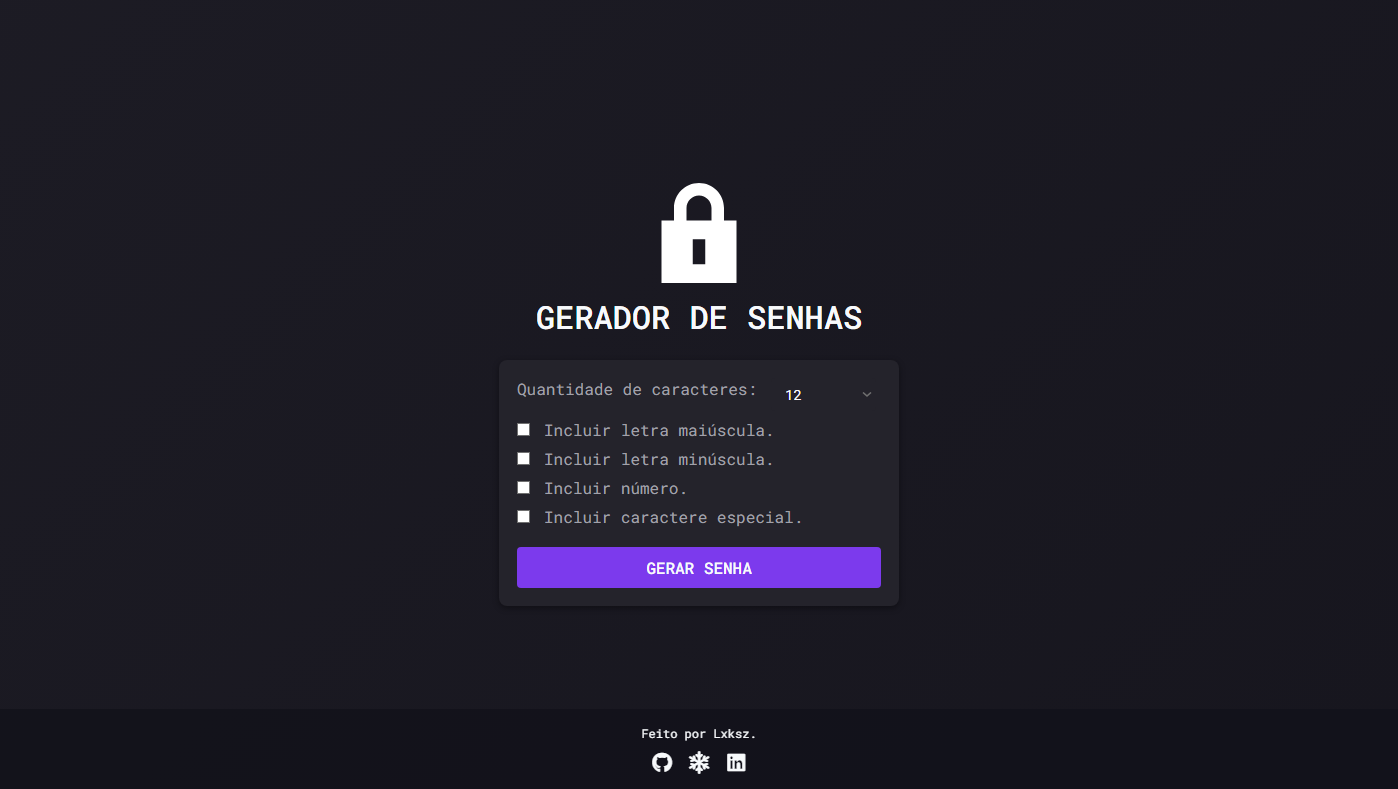 GERADOR DE SENHAS
Quantidade de caracteres: 12
Incluir letra maiúscula.
Incluir letra minúscula.
Incluir número.
Incluir caractere especial.
GERAR SENHA
Feito por Lxksz.